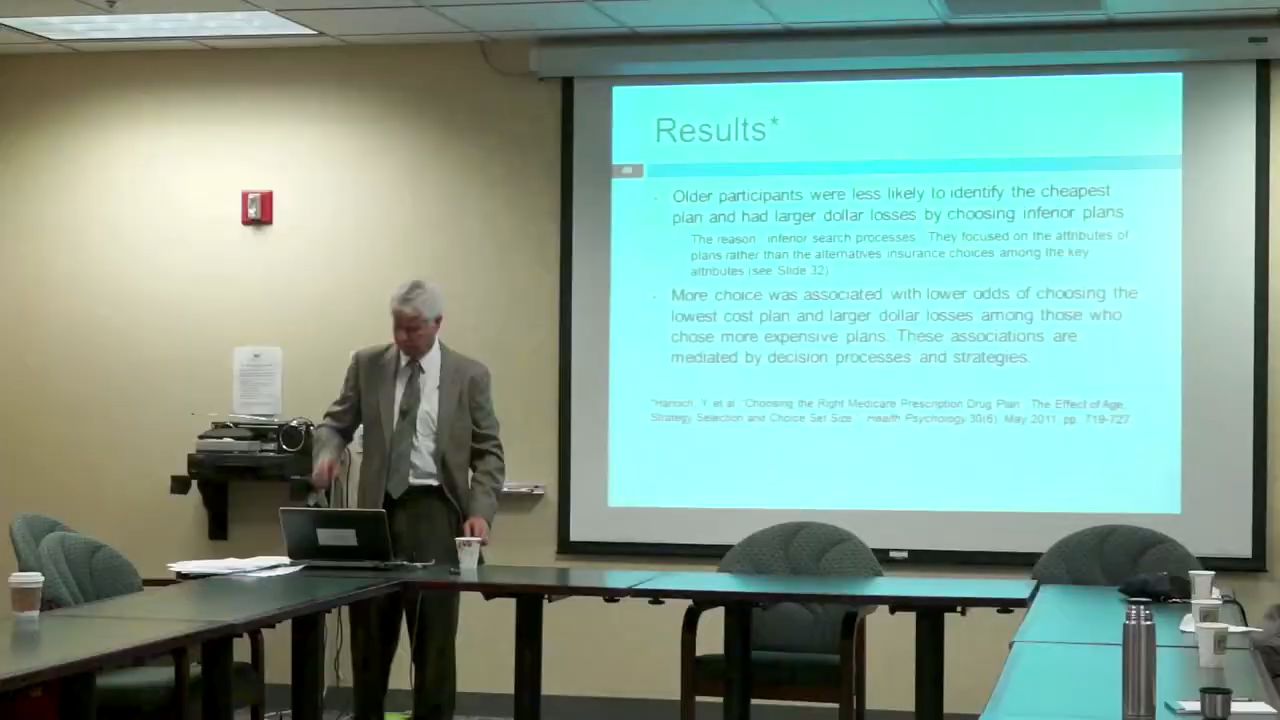 Results*
Older participants were less likely to identify the cheapest
plan and had larger dollar losses by choosing inferior plans
The reason inferior search processes. They focused on the attributes of
plans rather than the alternatives insurance choices among the key
attributes (see Slide 32)
More choice was associated with lower odds of choosing the
lowest cost plan and larger dollar losses among those who
chose more expensive plans. These associations are
mediated by decision processes and strategies.
*Hanoch, Y. et al. "Choosing the Right Medicare Prescription Drug Plan: The Effect of Age,
Strategy Selection and Choice Set Size." Health Psychology 30(6) May 2011, pp. 719-727